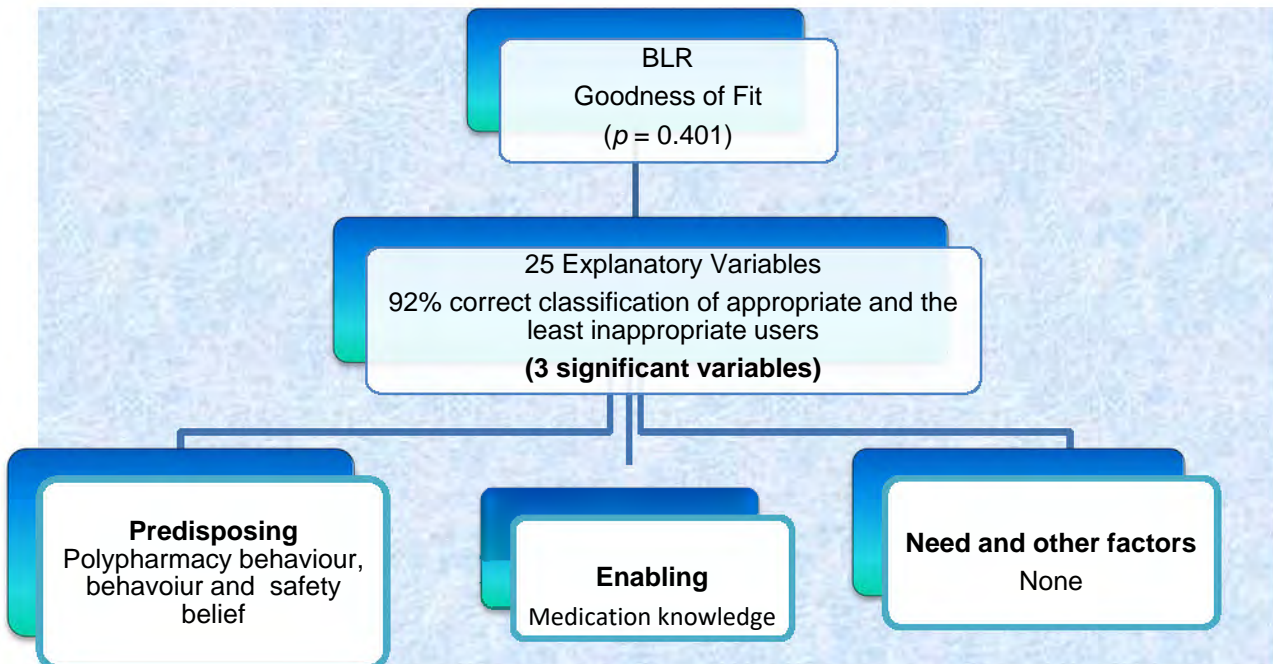 BLR
Goodness of Fit
(p = 0.401)
25 Explanatory Variables
92% correct classification of appropriate and the
least inappropriate users
(3 significant variables)
Predisposing
Polypharmacy behaviour,
behavoiur and safety
belief
Enabling
Medication knowledge
Need and other factors
None